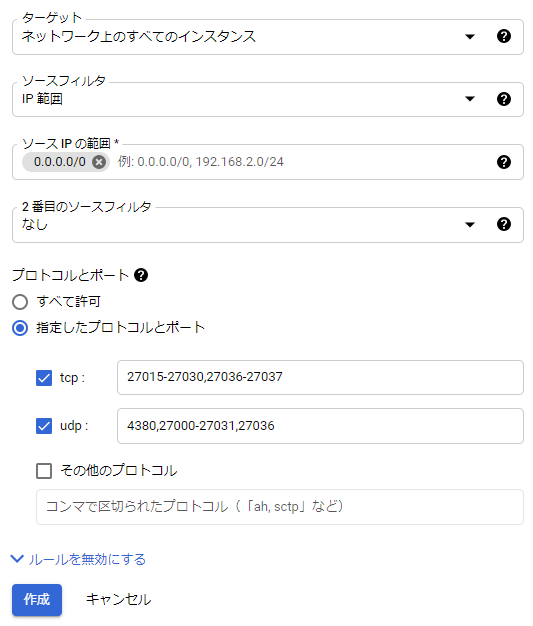 ターゲット
ネットワーク上のすべてのインスタンス
ソースフィルタ
IP 範囲
ソース IP の範囲 *
0.0.0.0/0 例: 0.0.0.0/0, 192.168.2.0/24
2 番目のソースフィルタ
なし
プロトコルとポート
すべて許可
指定したプロトコルとポート
tcp : 27015-27030,27036-27037
udp : 4380,27000-27031,27036
その他のプロトコル
コンマで区切られたプロトコル（「ah, sctp」など）
ルールを無効にする
作成 キャンセル